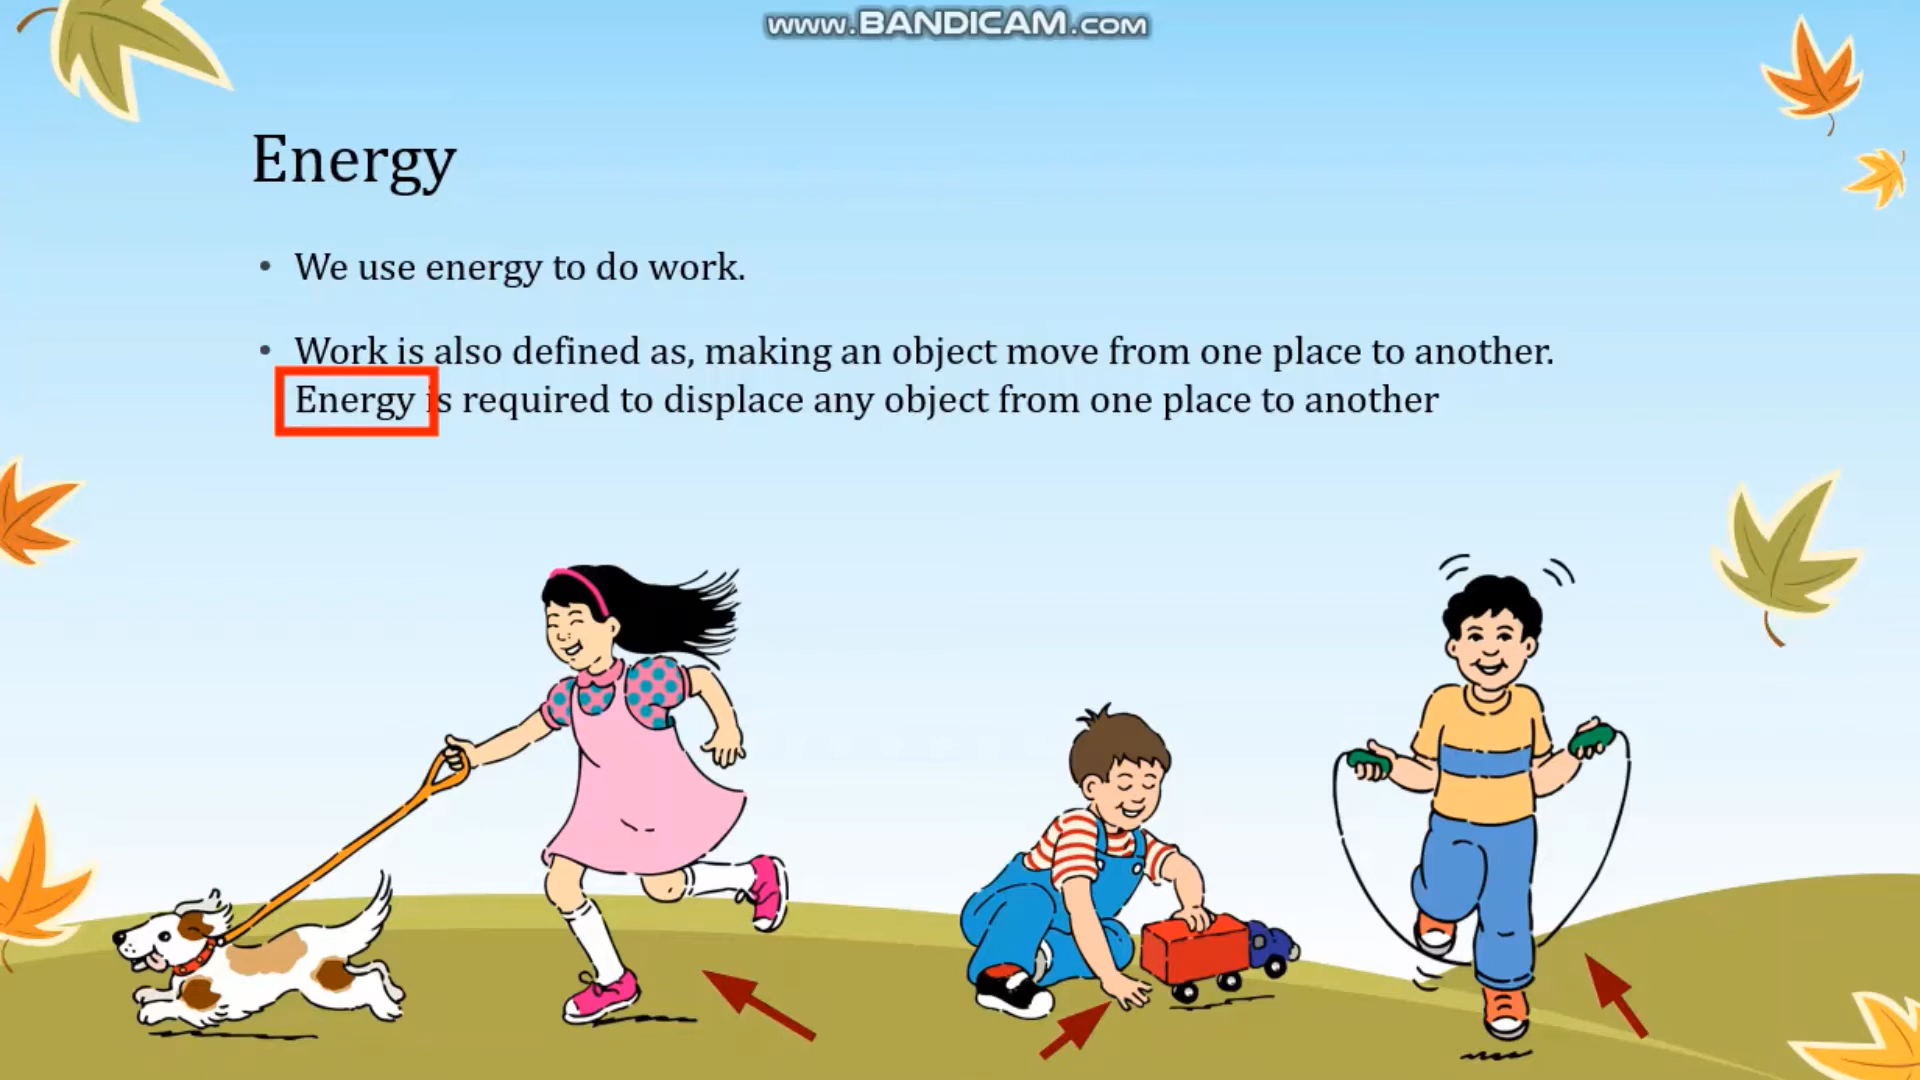 www.BANDICAM.com
Energy
• We use energy to do work.
• Work is also defined as, making an object move from one place to another.
Energy is required to displace any object from one place to another